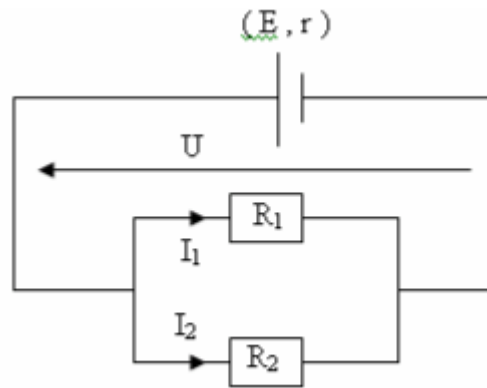 (E , r)
U
R₁
I₁
I₂
R₂